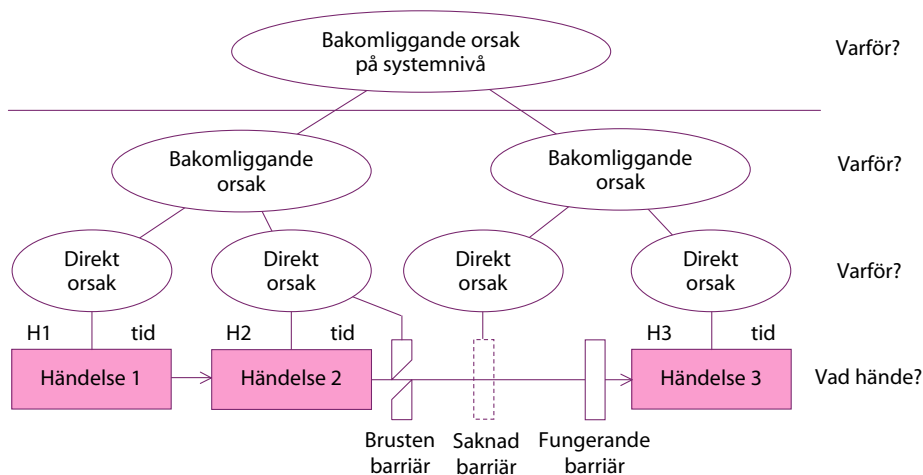 Bakomliggande orsak
på systemnivå
Varför?
Bakomliggande
orsak
Bakomliggande
orsak
Varför?
Direkt
orsak
Direkt
orsak
Direkt
orsak
Direkt
orsak
Varför?
H1 tid
H2 tid
H3 tid
Händelse 1
Händelse 2
Händelse 3
Vad hände?
Brusten
barriär
Saknad
barriär
Fungerande
barriär